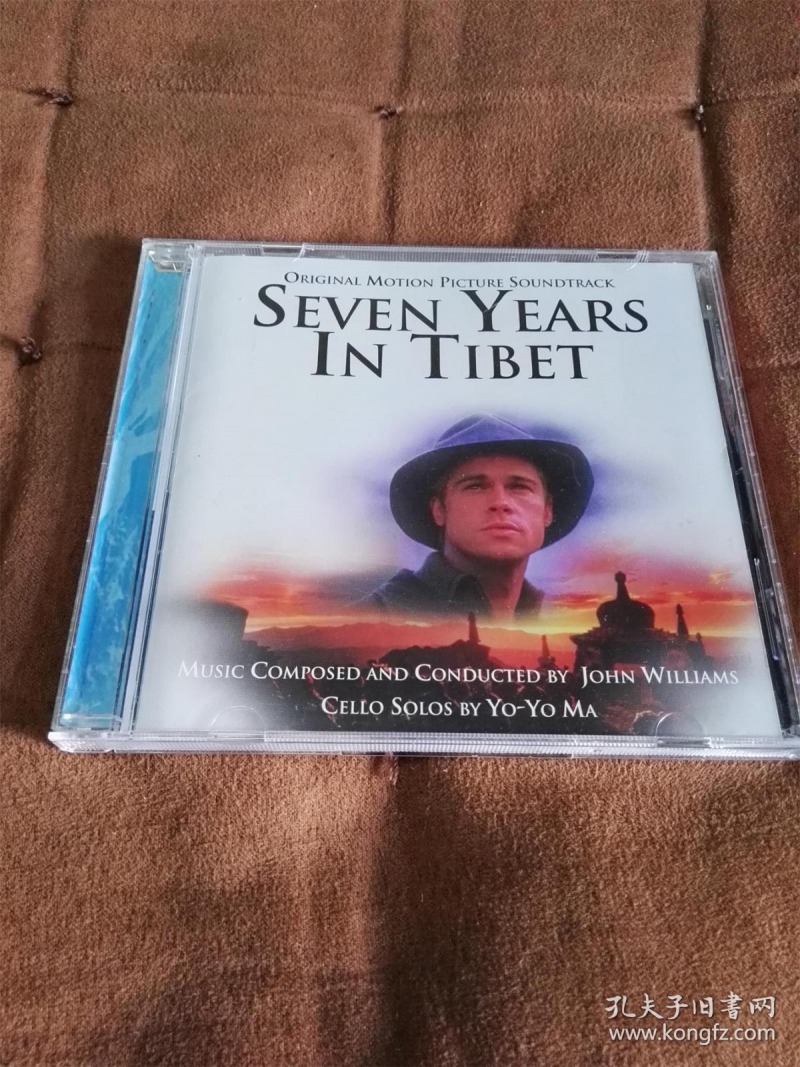 ORIGINAL MOTION PICTURE SOUNDTRACK
SEVEN YEARS
IN TIBET
MUSIC COMPOSED AND CONDUCTED BY JOHN WILLIAMS
CELLO SOLOS BY YO-YO MA
孔夫子旧书网
www.kongfz.com